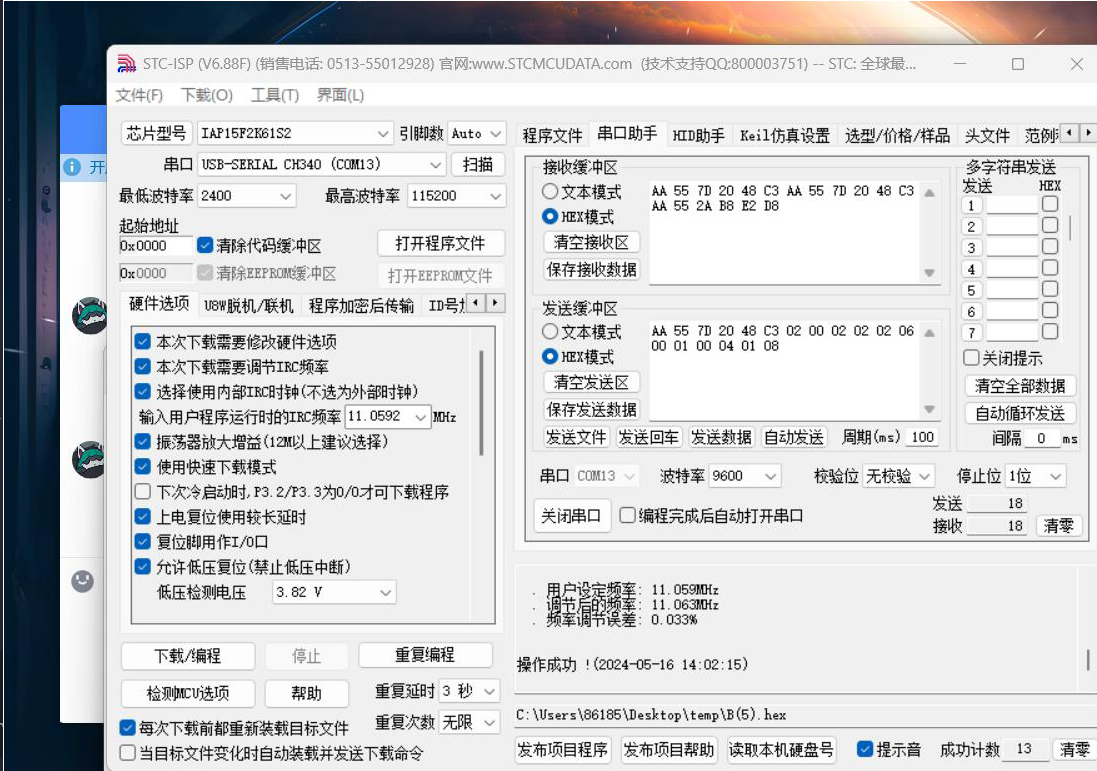 STC-ISP (V6.88F) (销售电话: 0513-55012928) 官网:www.STCMCUDATA.com (技术支持QQ:800003751) -- STC: 全球最...
文件(F) 下载(O) 工具(T) 界面(L)
芯片型号 IAP15F2K61S2 引脚数 Auto
串口 USB-SERIAL CH340 (COM13) 扫描
最低波特率 2400 最高波特率 115200
起始地址
0x0000 清除代码缓冲区 打开程序文件
0x0000 清除EEPROM缓冲区 打开EEPROM文件
硬件选项 U8W脱机/联机 程序加密后传输 ID号
本次下载需要修改硬件选项
本次下载需要调节IRC频率
选择使用内部IRC时钟(不选为外部时钟)
输入用户程序运行时的IRC频率 11.0592 MHz
振荡器放大增益(12M以上建议选择)
使用快速下载模式
下次冷启动时,P3.2/P3.3为0/0才可下载程序
上电复位使用较长延时
复位脚用作I/O口
允许低压复位(禁止低压中断)
低压检测电压 3.82 V
下载/编程 停止 重复编程
检测MCU选项 帮助 重复延时 3 秒
每次下载前都重新装载目标文件 重复次数 无限
当目标文件变化时自动装载并发送下载命令
程序文件 串口助手 HID助手 Keil仿真设置 选型/价格/样品 头文件 范例
接收缓冲区
文本模式
HEX模式
清空接收区
保存接收数据
AA 55 7D 20 48 C3 AA 55 7D 20 48 C3
AA 55 2A B8 E2 D8
发送缓冲区
文本模式
HEX模式
清空发送区
保存发送数据
AA 55 7D 20 48 C3 02 00 02 02 02 06
00 01 00 04 01 08
发送文件 发送回车 发送数据 自动发送 周期(ms) 100
多字符串发送
发送 HEX
1
2
3
4
5
6
7
关闭提示
清空全部数据
自动循环发送
间隔 0 ms
串口 COM13 波特率 9600 校验位 无校验 停止位 1位
关闭串口 编程完成后自动打开串口
发送 18
接收 18 清零
. 用户设定频率: 11.059MHz
. 调节后的频率: 11.063MHz
. 频率调节误差: 0.033%
操作成功 !(2024-05-16 14:02:15)
C:\Users\86185\Desktop\temp\B(5).hex
发布项目程序 发布项目帮助 读取本机硬盘号 提示音 成功计数 13 清零
开